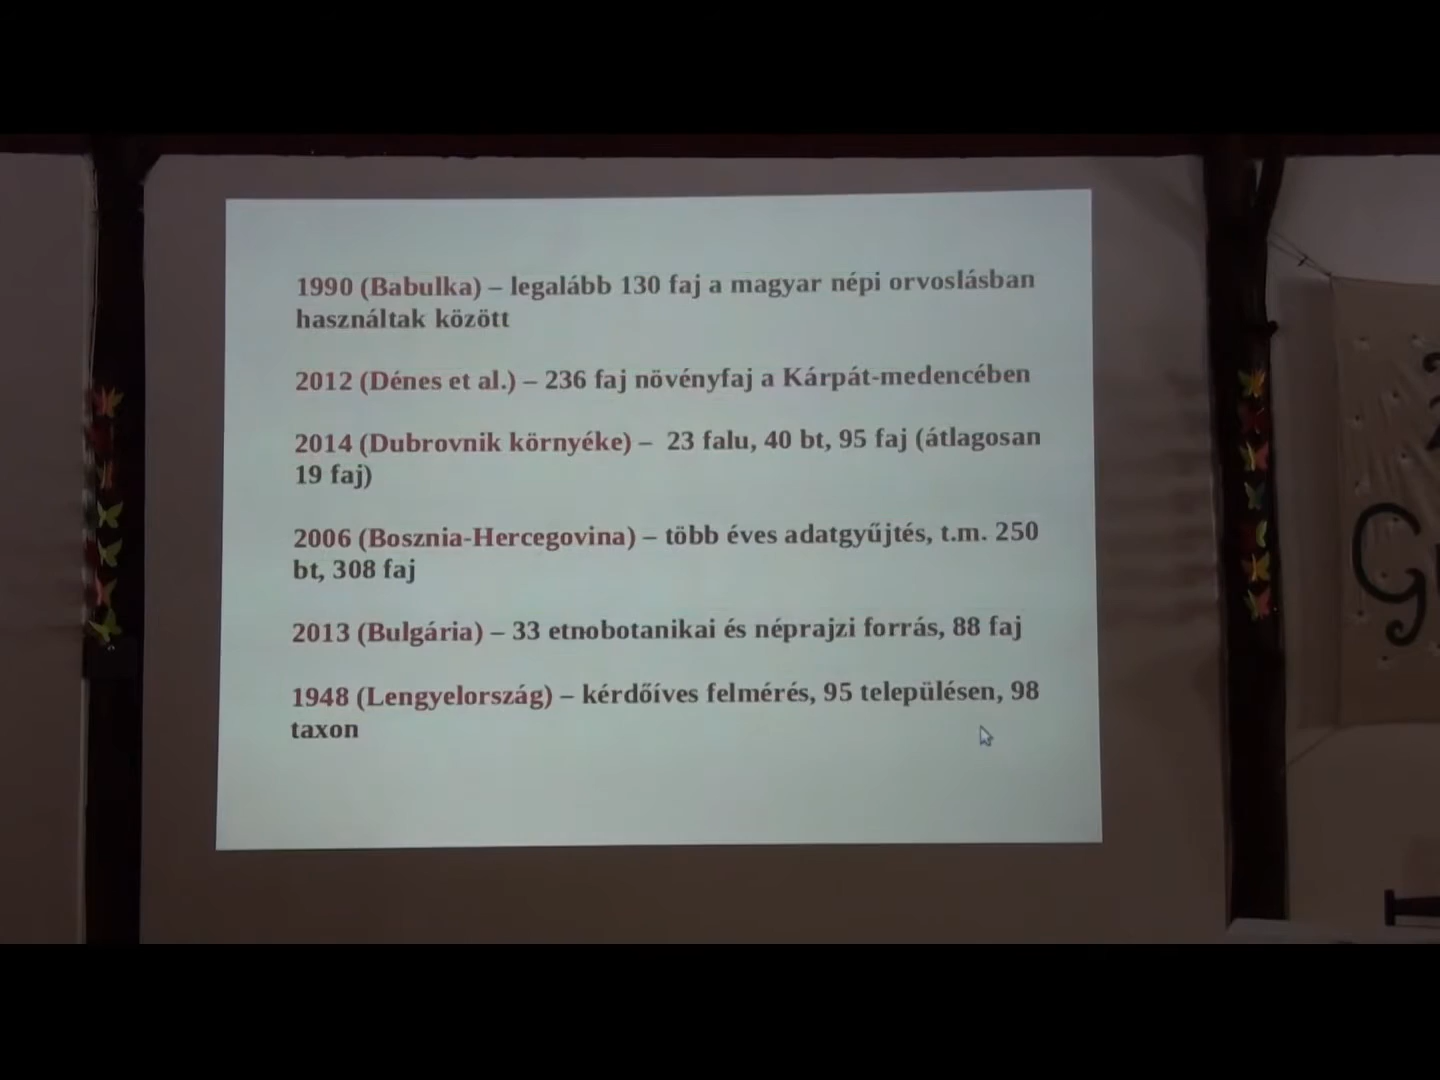 1990 (Babulka) – legalább 130 faj a magyar népi orvoslásban
használtak között
2012 (Dénes et al.) – 236 faj növényfaj a Kárpát-medencében
2014 (Dubrovnik környéke) –  23 falu, 40 bt, 95 faj (átlagosan
19 faj)
2006 (Bosznia-Hercegovina) – több éves adatgyűjtés, t.m. 250
bt, 308 faj
2013 (Bulgária) – 33 etnobotanikai és néprajzi forrás, 88 faj
1948 (Lengyelország) – kérdőíves felmérés, 95 településen, 98
taxon